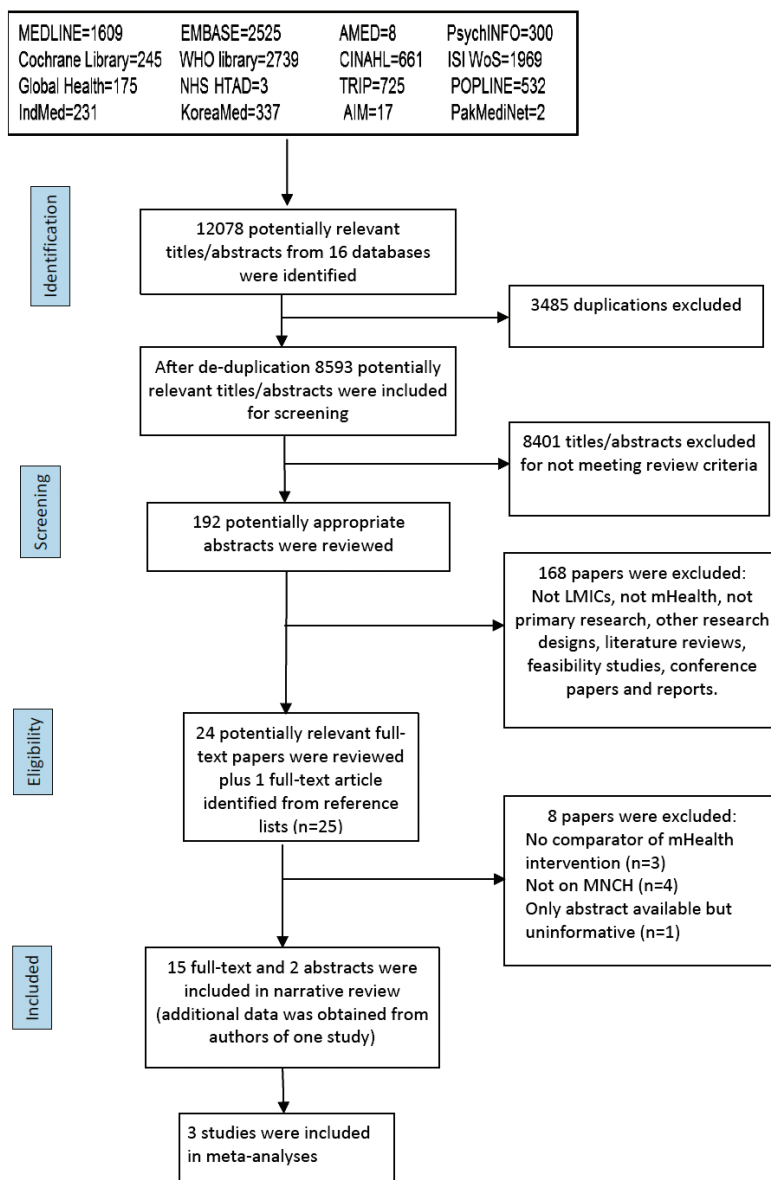 MEDLINE=1609 EMBASE=2525 AMED=8 PsychINFO=300
Cochrane Library=245 WHO library=2739 CINAHL=661 ISI WoS=1969
Global Health=175 NHS HTAD=3 TRIP=725 POPLINE=532
IndMed=231 KoreaMed=337 AIM=17 PakMediNet=2
Identification
12078 potentially relevant
titles/abstracts from 16 databases
were identified
3485 duplications excluded
After de-duplication 8593 potentially
relevant titles/abstracts were included
for screening
8401 titles/abstracts excluded
for not meeting review criteria
Screening
192 potentially appropriate
abstracts were reviewed
168 papers were excluded:
Not LMICs, not mHealth, not
primary research, other research
designs, literature reviews,
feasibility studies, conference
papers and reports.
Eligibility
24 potentially relevant full-
text papers were reviewed
plus 1 full-text article
identified from reference
lists (n=25)
8 papers were excluded:
No comparator of mHealth
intervention (n=3)
Not on MNCH (n=4)
Only abstract available but
uninformative (n=1)
Included
15 full-text and 2 abstracts were
included in narrative review
(additional data was obtained from
authors of one study)
3 studies were included
in meta-analyses